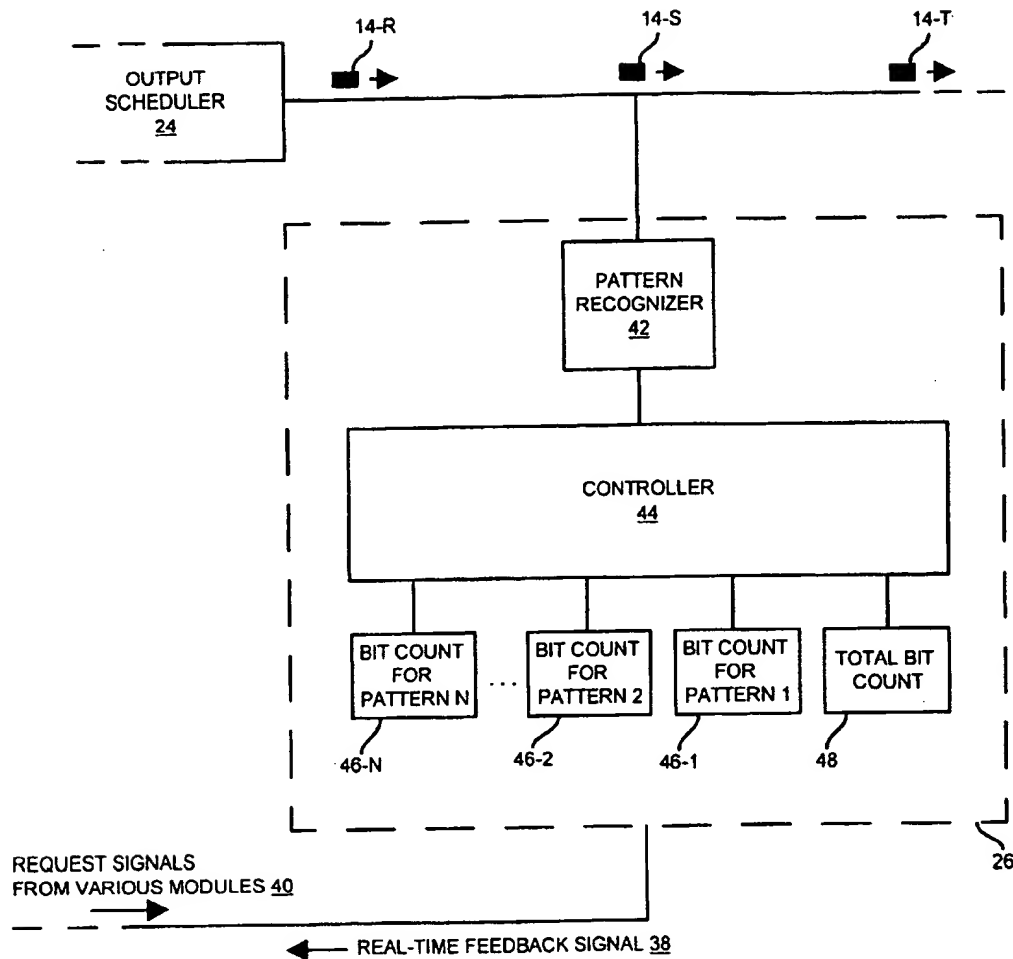 14-R
14-S
14-T
OUTPUT
SCHEDULER
24
PATTERN
RECOGNIZER
42
CONTROLLER
44
BIT COUNT
FOR
PATTERN N
...
BIT COUNT
FOR
PATTERN 2
BIT COUNT
FOR
PATTERN 1
TOTAL BIT
COUNT
46-N
46-2
46-1
48
26
REQUEST SIGNALS
FROM VARIOUS MODULES 40
REAL-TIME FEEDBACK SIGNAL 38